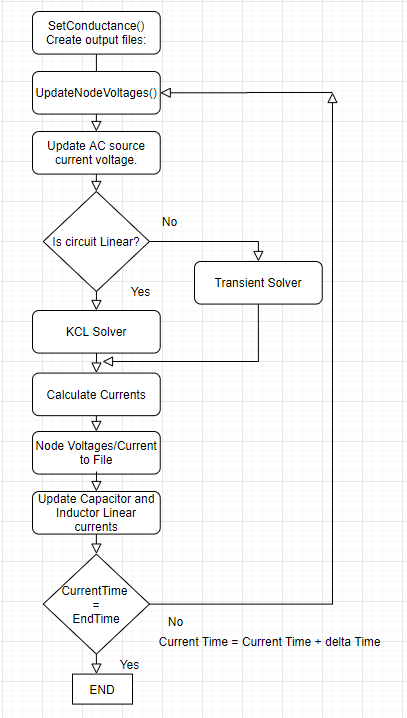 SetConductance()
Create output files:
UpdateNodeVoltages()
Update AC source
current voltage.
No
Is circuit Linear?
Transient Solver
Yes
KCL Solver
Calculate Currents
Node Voltages/Current
to File
Update Capacitor and
Inductor Linear
currents
CurrentTime
=
EndTime
No
Current Time = Current Time + delta Time
Yes
END